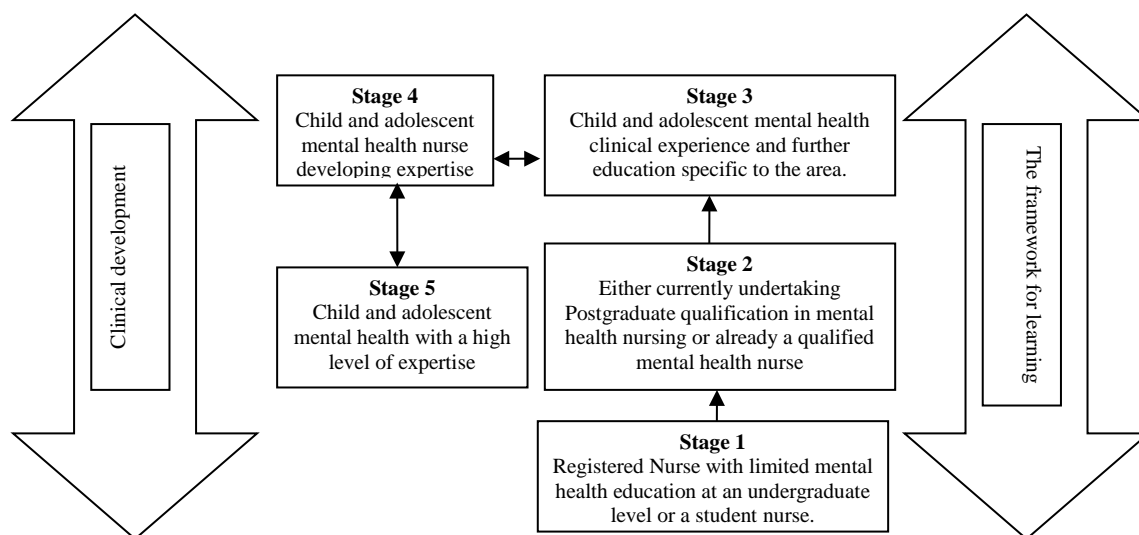 Clinical development
Stage 4
Child and adolescent
mental health nurse
developing expertise
Stage 3
Child and adolescent mental health
clinical experience and further
education specific to the area.
Stage 5
Child and adolescent
mental health with a high
level of expertise
Stage 2
Either currently undertaking
Postgraduate qualification in mental
health nursing or already a qualified
mental health nurse
Stage 1
Registered Nurse with limited mental
health education at an undergraduate
level or a student nurse.
The framework for learning